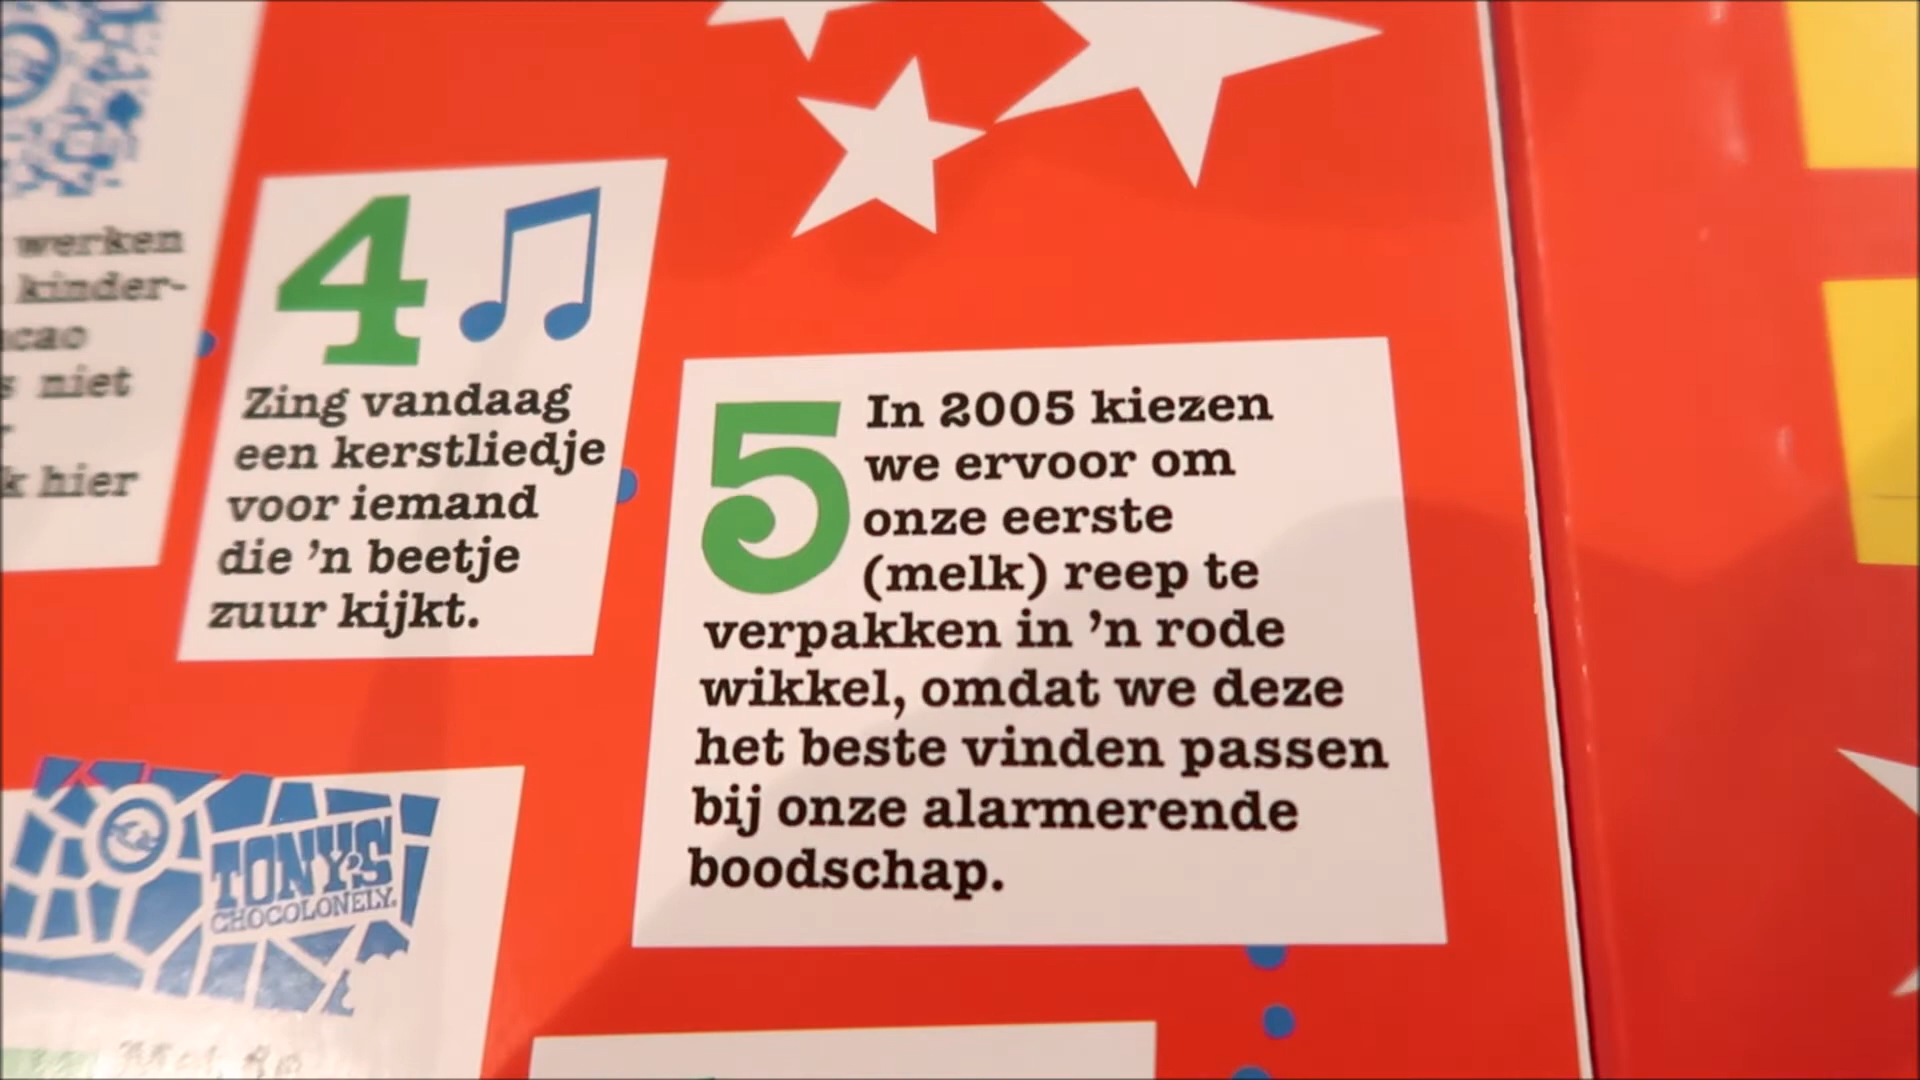 werken
kinder-
niet
hier
4
Zing vandaag
een kerstliedje
voor iemand
die 'n beetje
zuur kijkt.
5
In 2005 kiezen
we ervoor om
onze eerste
(melk) reep te
verpakken in 'n rode
wikkel, omdat we deze
het beste vinden passen
bij onze alarmerende
boodschap.
TONY'S
CHOCOLONELY.